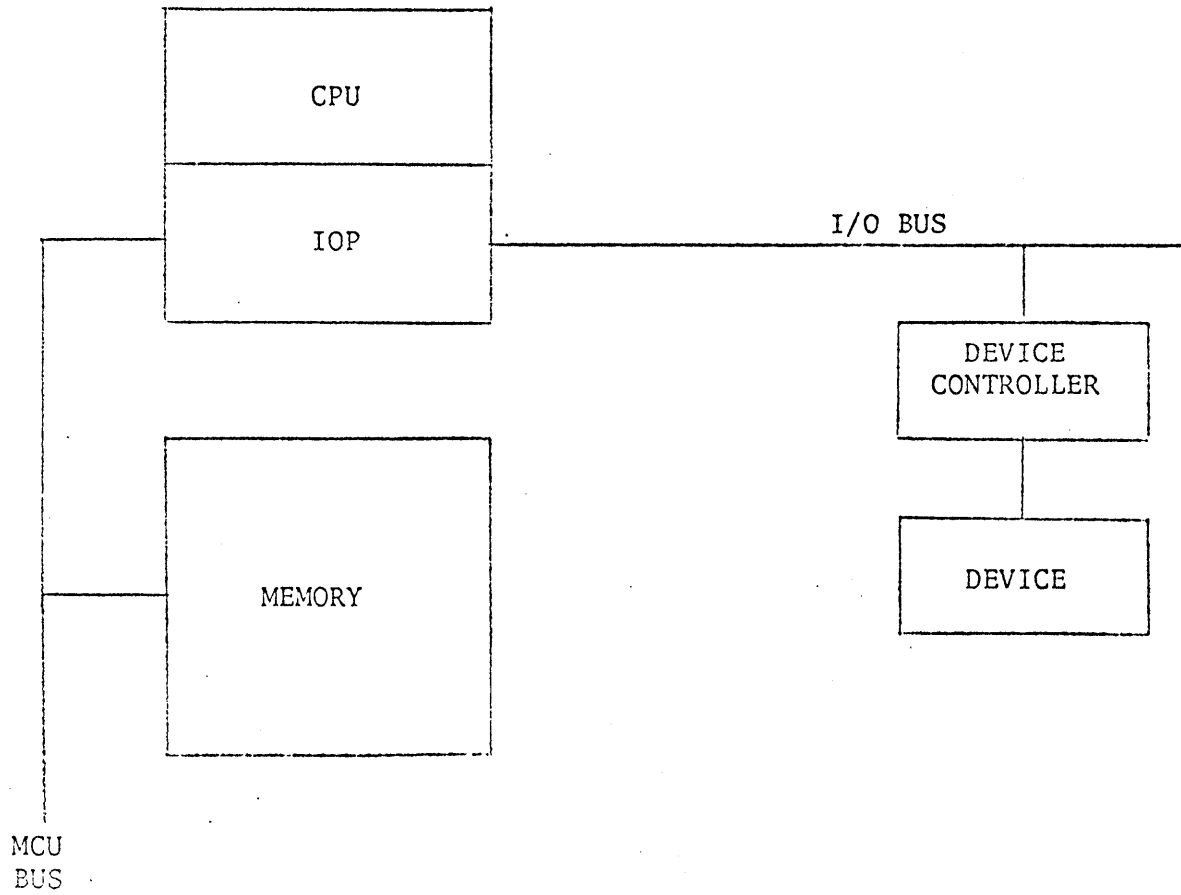 CPU
IOP
I/O BUS
DEVICE
CONTROLLER
MEMORY
DEVICE
MCU
BUS